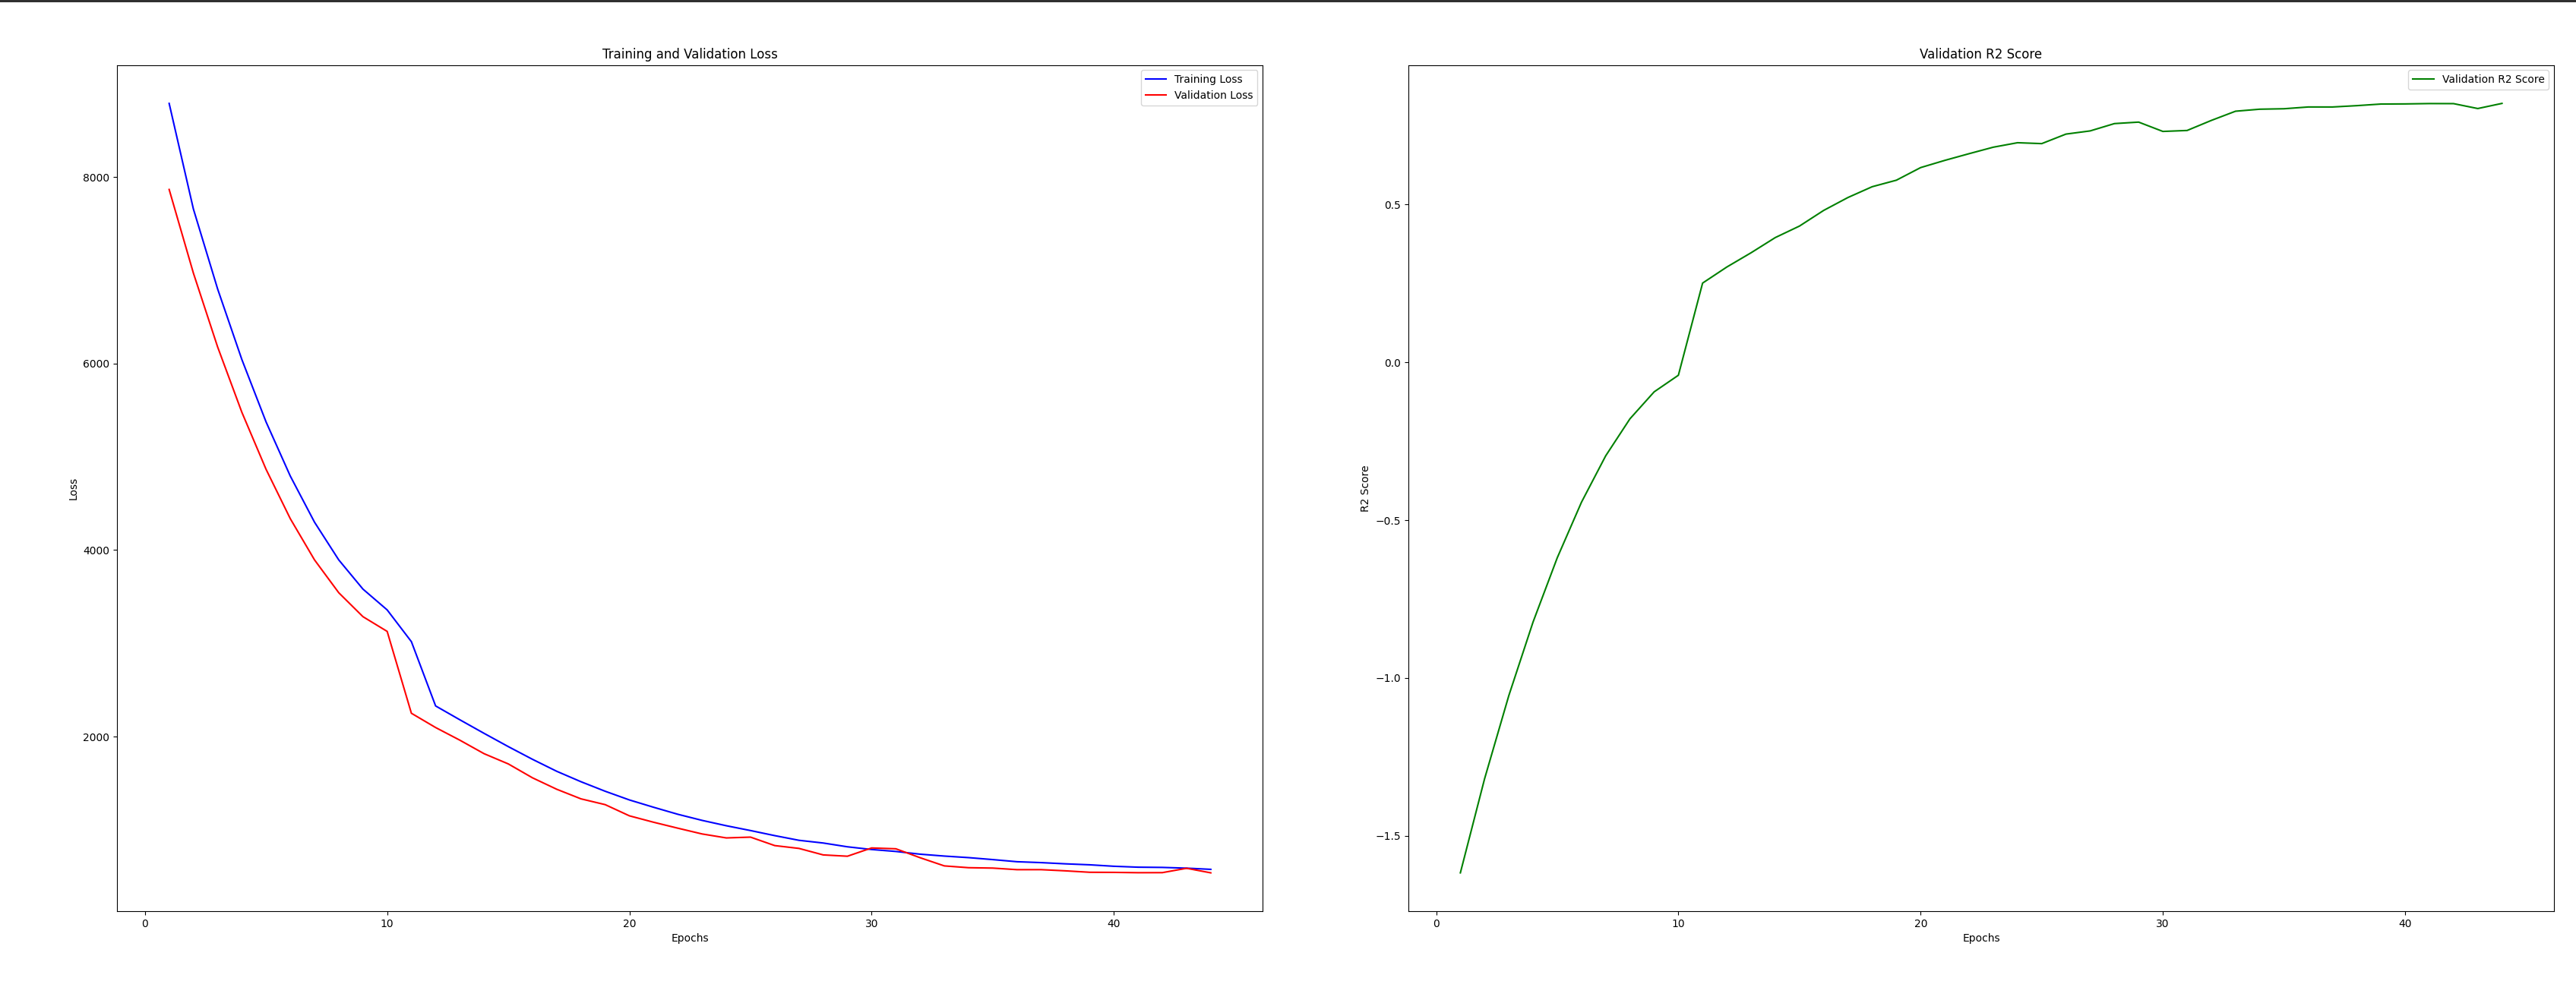 Training and Validation Loss
Training Loss
Validation Loss
8000
6000
4000
2000
Loss
0
10
20
30
40
Epochs
Validation R2 Score
Validation R2 Score
0.5
0.0
−0.5
−1.0
−1.5
R2 Score
0
10
20
30
40
Epochs